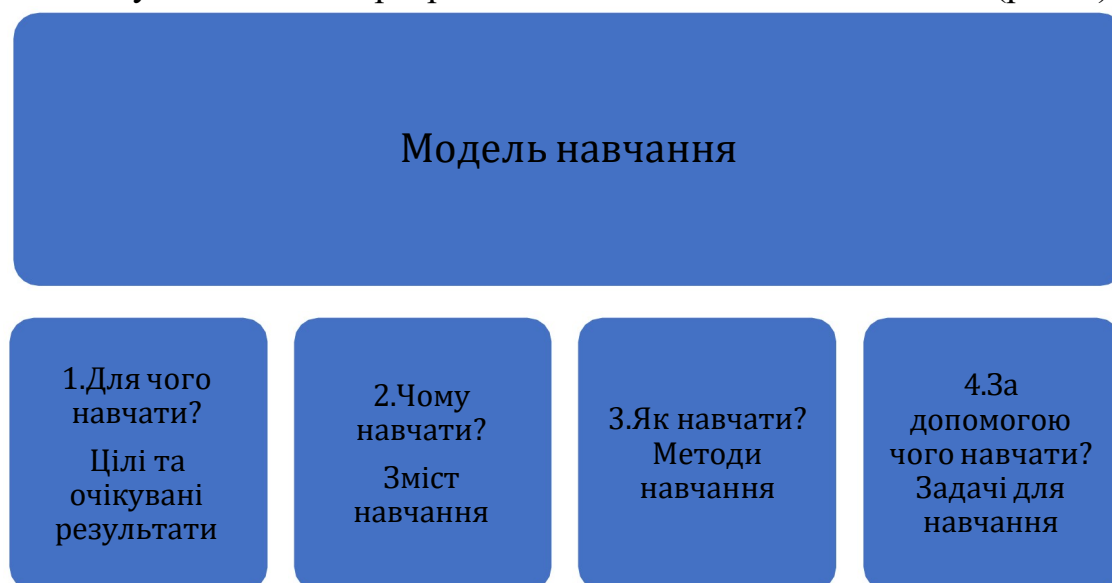 Модель навчання
1.Для чого
навчати?
Цілі та
очікувані
результати
2.Чому
навчати?
Зміст
навчання
3.Як навчати?
Методи
навчання
4.За
допомогою
чого навчати?
Задачі для
навчання